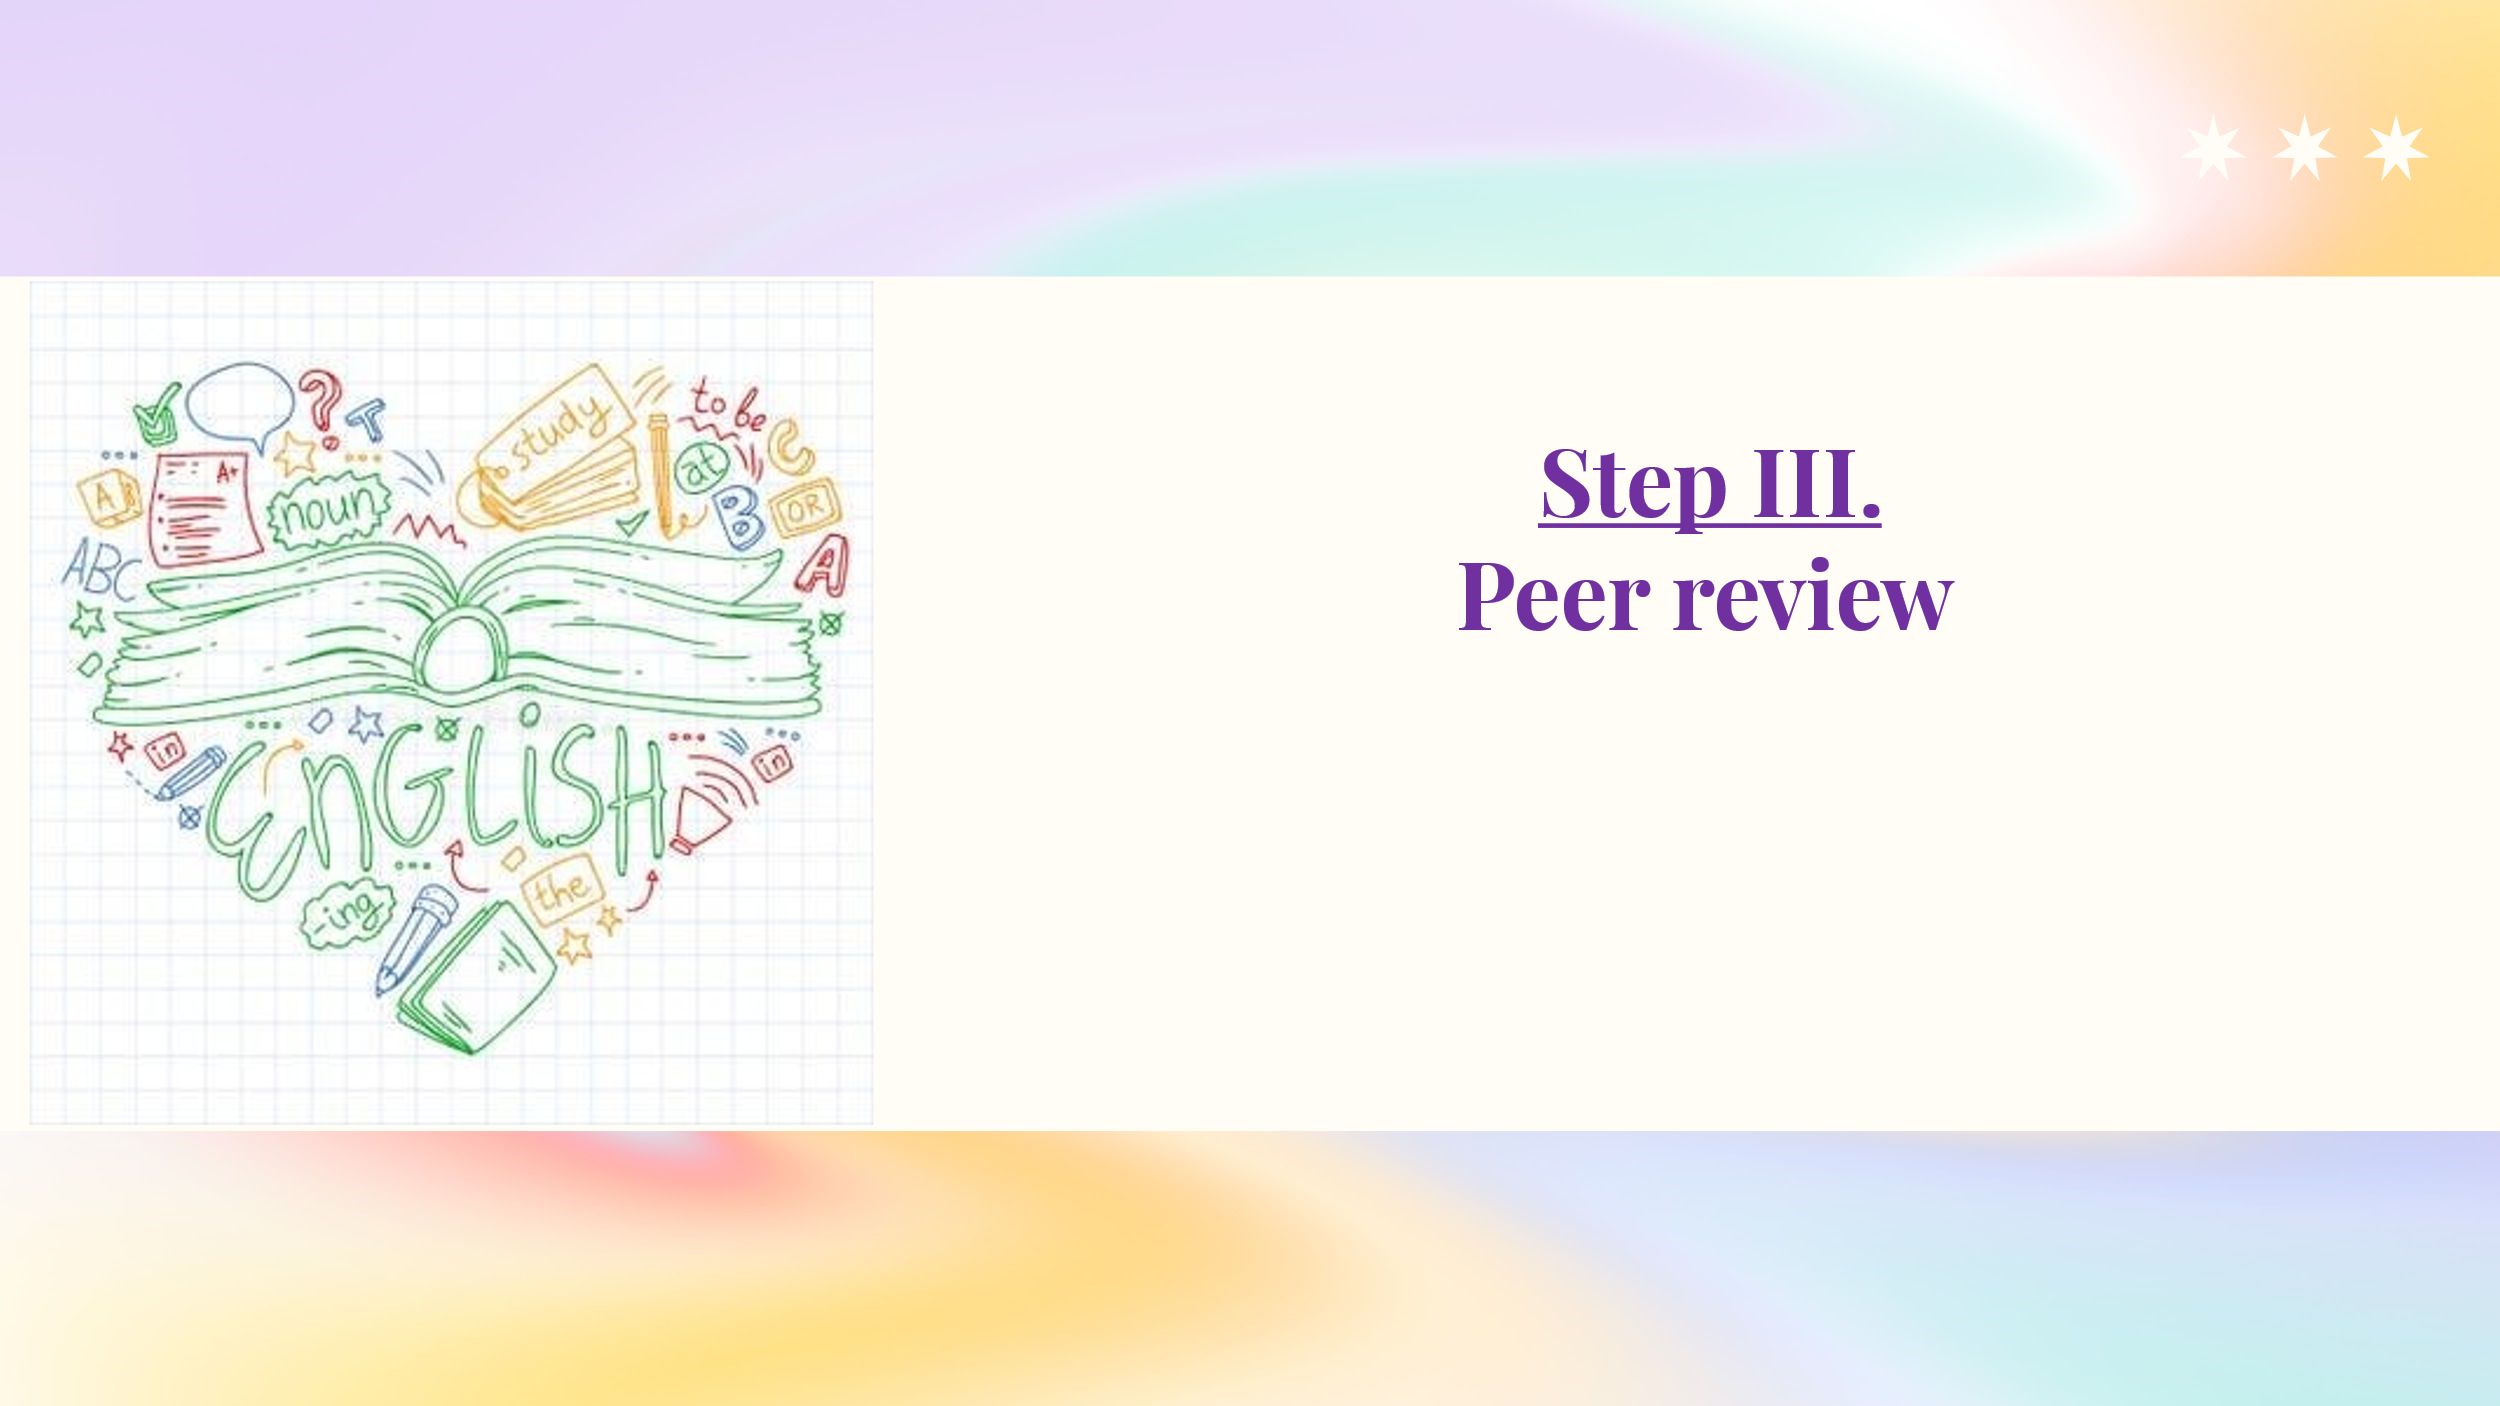 Step III.
Peer review
study
to be
C
?
T
at
A+
A B
noun
B
OR
ABC
A
in
in
EnGLiSH
the
-ing